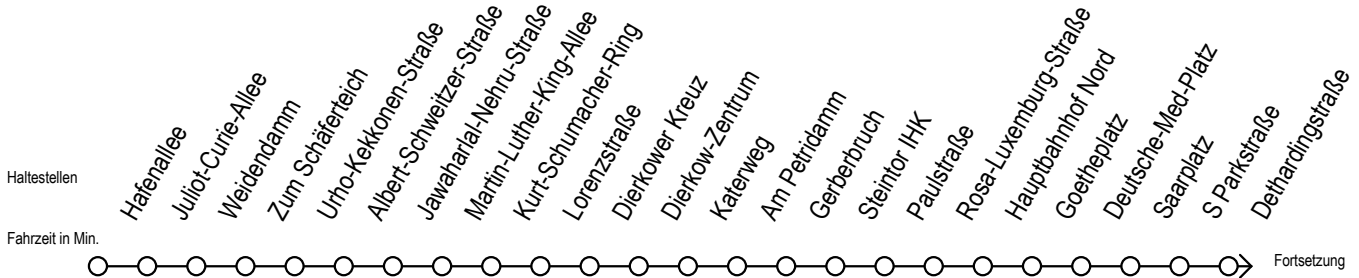 Haltestellen
Hafenallee
Juliot-Curie-Allee
Weidendamm
Zum Schäferteich
Urho-Kekkonen-Straße
Albert-Schweitzer-Straße
Jawaharlal-Nehru-Straße
Martin-Luther-King-Allee
Kurt-Schumacher-Ring
Lorenzstraße
Dierkower Kreuz
Dierkow-Zentrum
Katerweg
Am Petridamm
Gerberbruch
Steintor IHK
Paulstraße
Rosa-Luxemburg-Straße
Hauptbahnhof Nord
Goetheplatz
Deutsche-Med-Platz
Saarplatz
S Parkstraße
Dethardingstraße
Fahrzeit in Min.
Fortsetzung